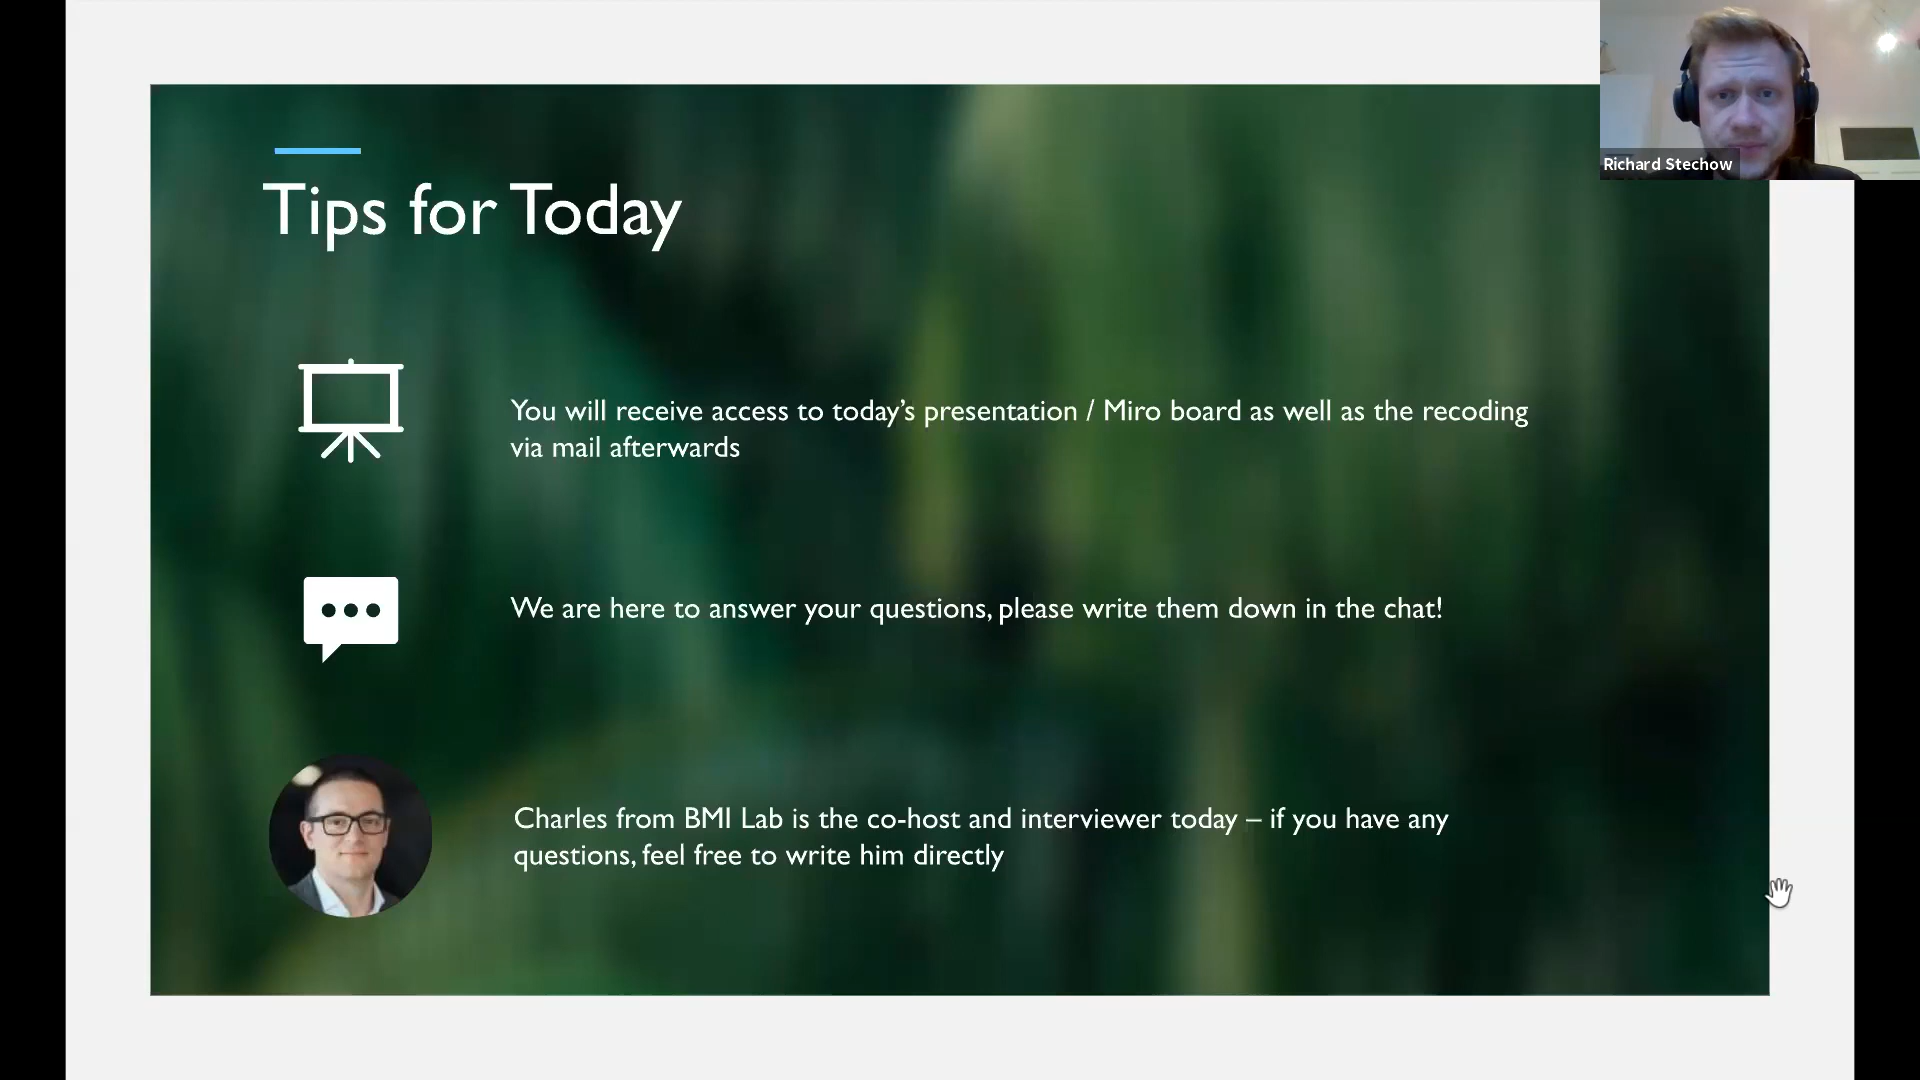 Richard Stechow
Tips for Today
You will receive access to today’s presentation / Miro board as well as the recoding
via mail afterwards
We are here to answer your questions, please write them down in the chat!
Charles from BMI Lab is the co-host and interviewer today – if you have any
questions, feel free to write him directly